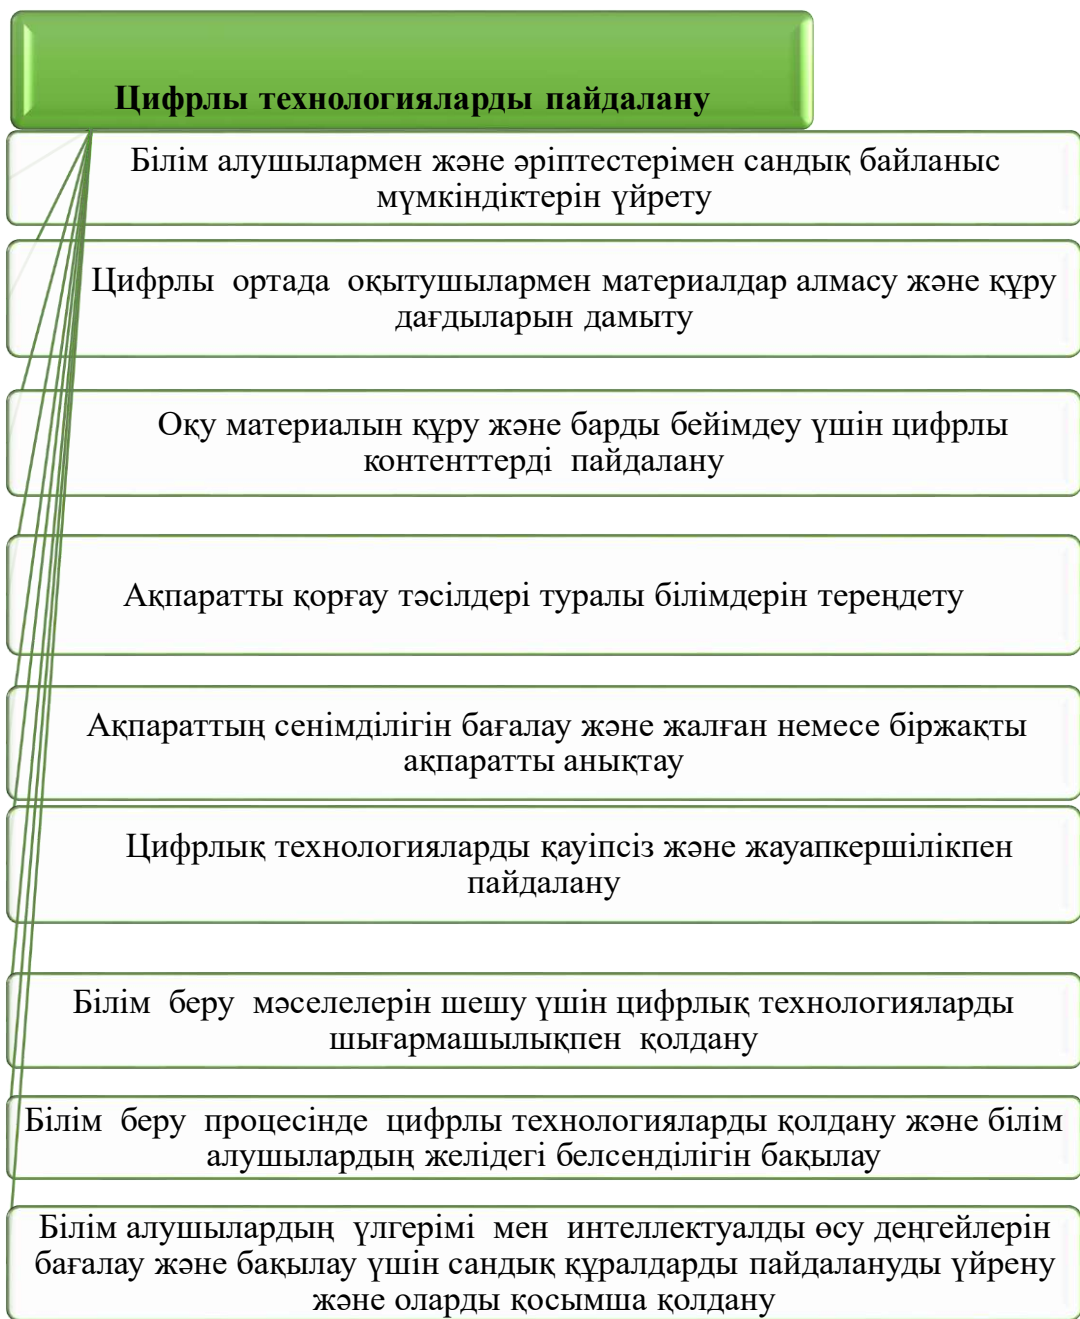 Цифрлы технологияларды пайдалану
Білім алушылармен және әріптестерімен сандық байланыс
мүмкіндіктерін үйрету
Цифрлы ортада оқытушылармен материалдар алмасу және құру
дағдыларын дамыту
Оқу материалын құру және барды бейімдеу үшін цифрлы
контенттерді пайдалану
Ақпаратты қорғау тәсілдері туралы білімдерін тереңдету
Ақпараттың сенімділігін бағалау және жалған немесе біржақты
ақпаратты анықтау
Цифрлық технологияларды қауіпсіз және жауапкершілікпен
пайдалану
Білім беру мәселелерін шешу үшін цифрлық технологияларды
шығармашылықпен қолдану
Білім беру процесінде цифрлы технологияларды қолдану және білім
алушылардың желідегі белсенділігін бақылау
Білім алушылардың үлгерімі мен интеллектуалды өсу деңгейлерін
бағалау және бақылау үшін сандық құралдарды пайдалануды үйрену
және оларды қосымша қолдану